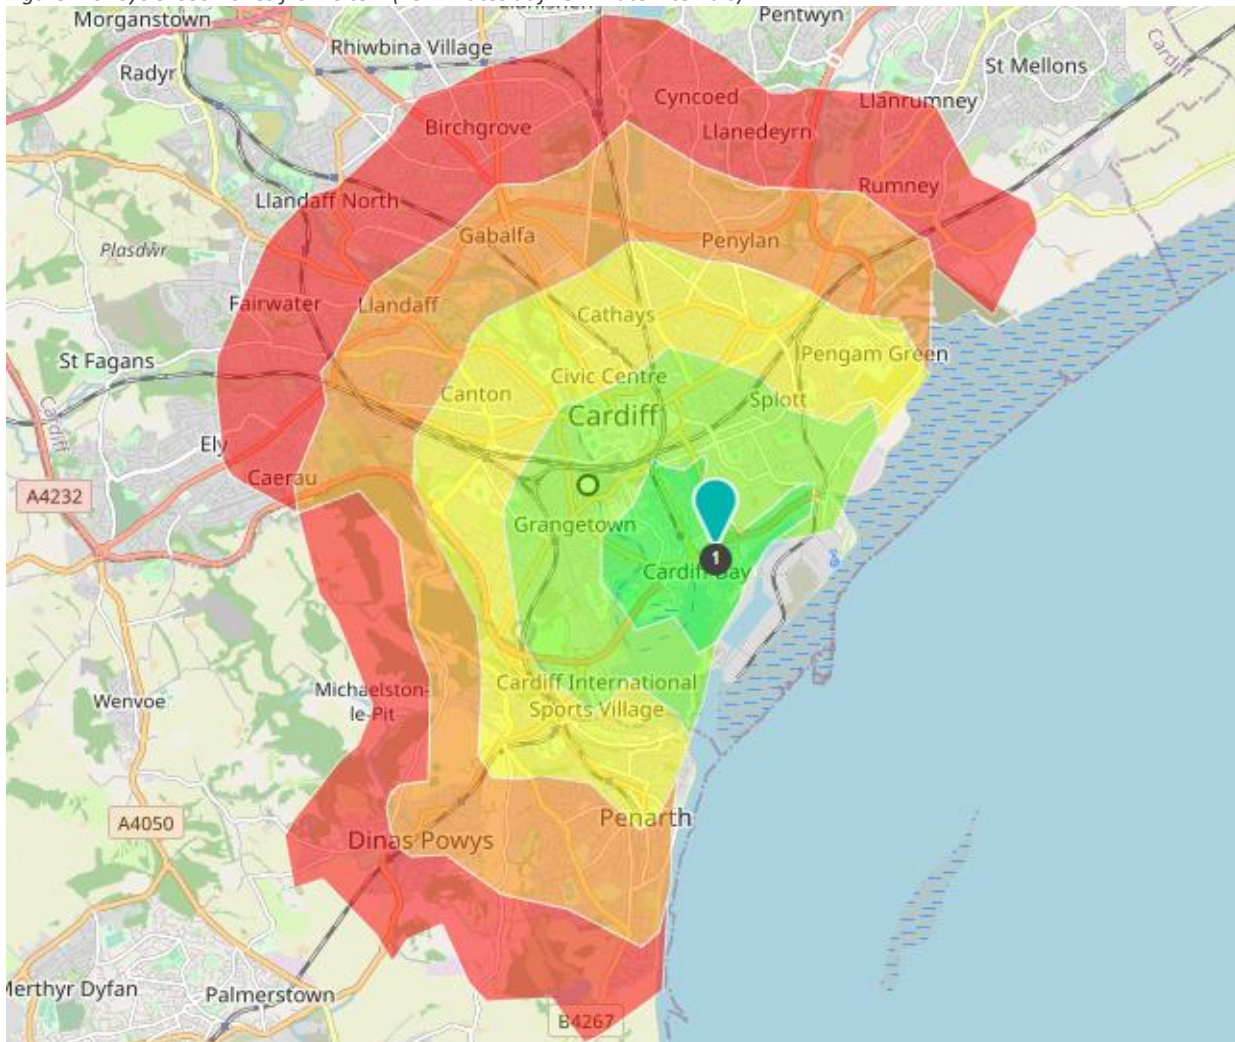 Morganstown
Pentwyn
Rhiwbina Village
Radyr
St Mellons
Cardiff
Cyncoed
Llanrumney
Birchgrove
Llanedeyrn
Rumney
Llandaff North
Plasdŵr
Gabalfa
Penylan
Fairwater
Llandaff
Cathays
St Fagans
Pengam Green
Civic Centre
Canton
Splott
Cardiff
Cardiff
Ely
Caerau
A4232
Grangetown
1
Cardiff Bay
Cardiff International
Sports Village
Michaelston-
le-Pit
Wenvoe
A4050
Penarth
Dinas Powys
Merthyr Dyfan
Palmerstown
B4267